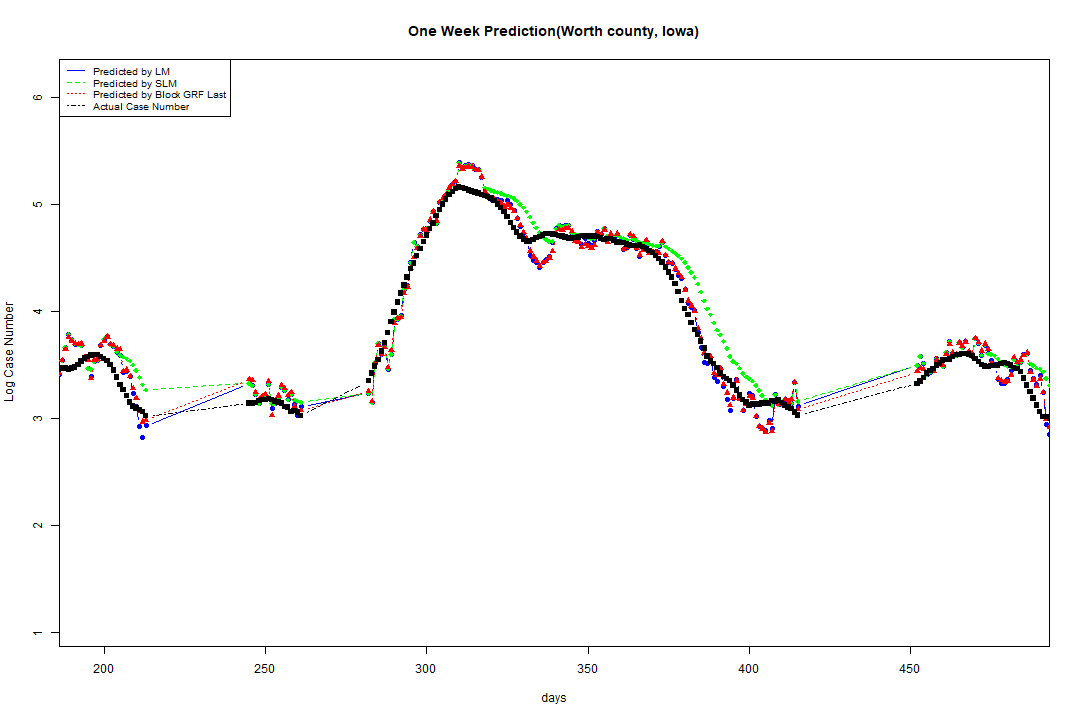 One Week Prediction(Worth county, Iowa)
Predicted by LM
Predicted by SLM
Predicted by Block GRF Last
Actual Case Number
6
5
4
3
2
1
Log Case Number
200 250 300 350 400 450
days